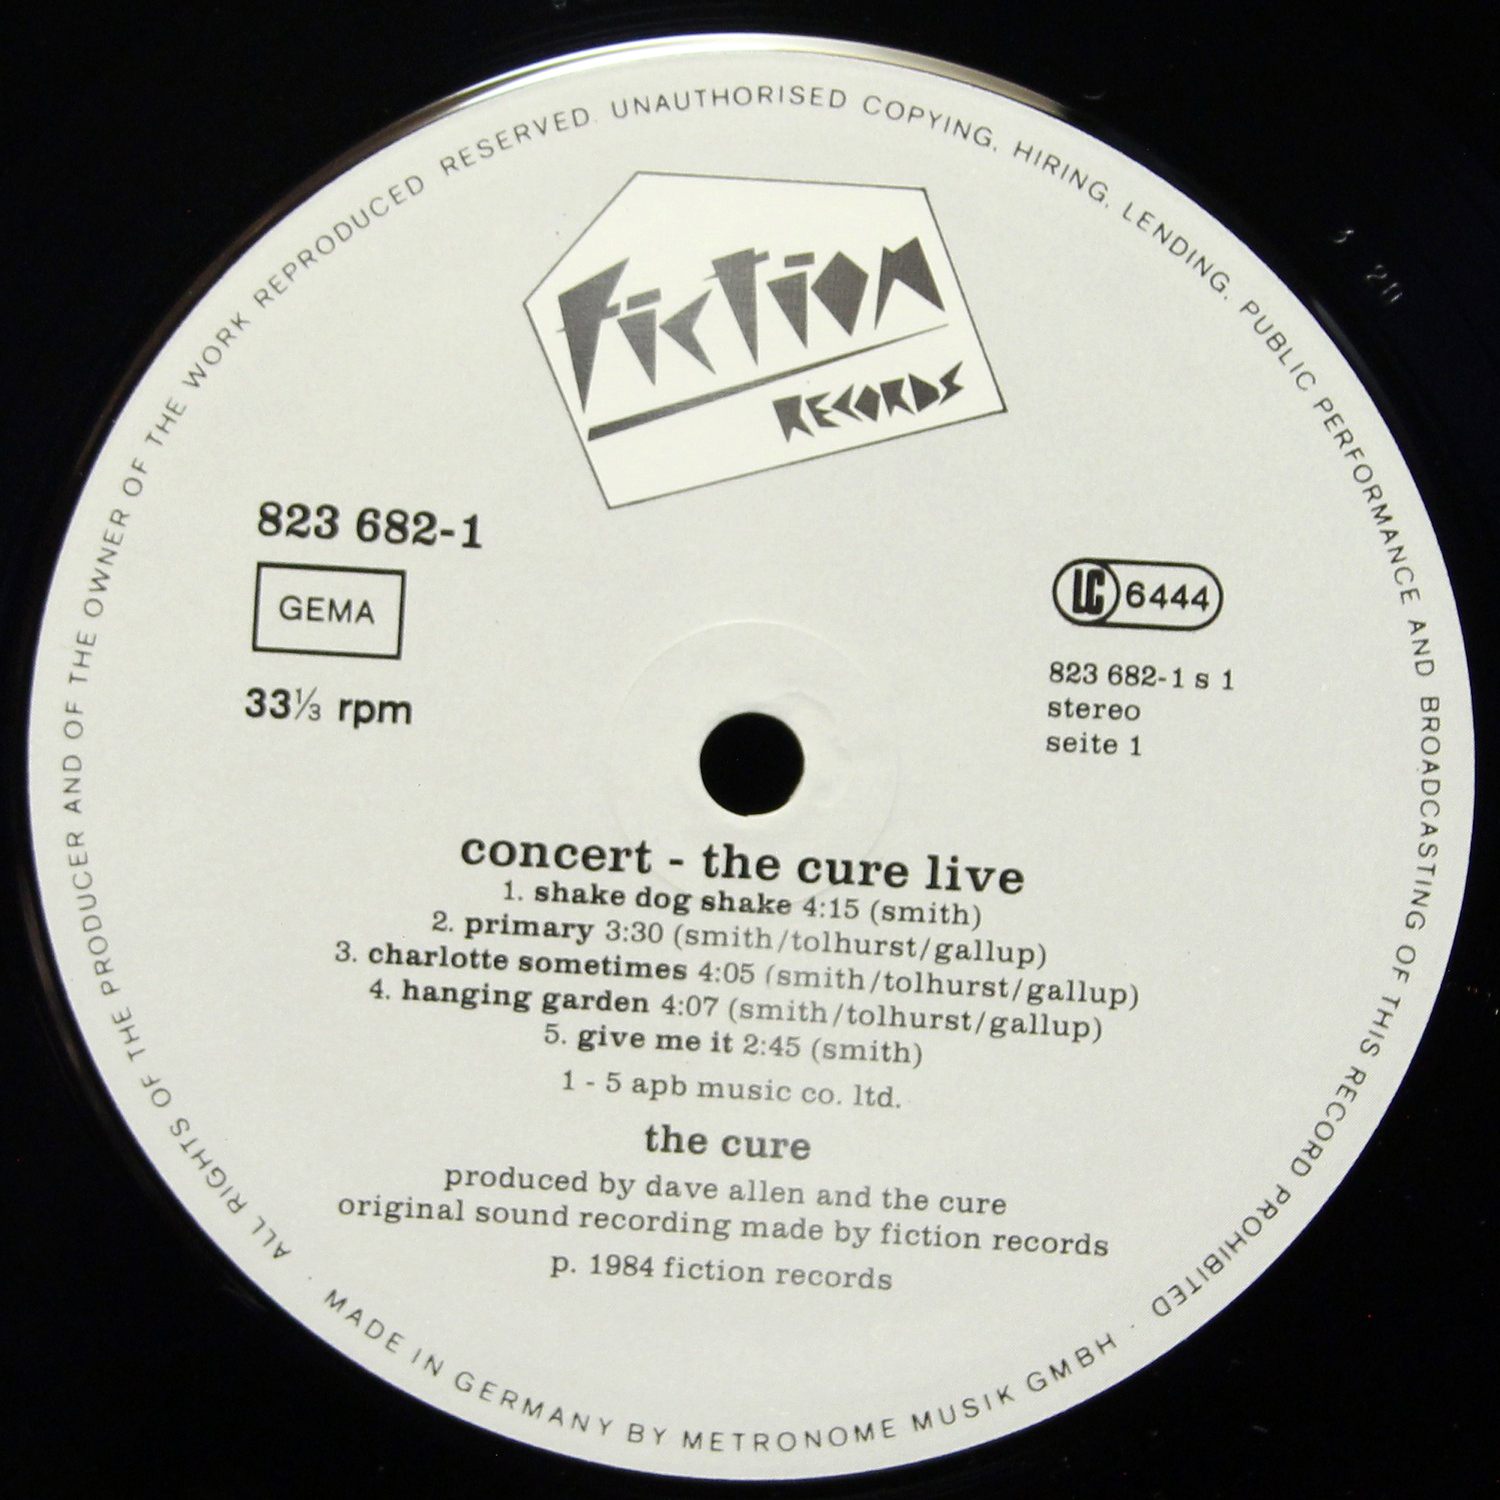 ALL RIGHTS OF THE PRODUCER AND OF THE OWNER OF THE WORK REPRODUCED RESERVED. UNAUTHORISED COPYING, HIRING, LENDING, PUBLIC PERFORMANCE AND BROADCASTING OF THIS RECORD PROHIBITED ·
Fiction
Records
823 682-1
GEMA
33⅓ rpm
LC 6444
823 682-1 s 1
stereo
seite 1
concert - the cure live
1. shake dog shake 4:15 (smith)
2. primary 3:30 (smith/tolhurst/gallup)
3. charlotte sometimes 4:05 (smith/tolhurst/gallup)
4. hanging garden 4:07 (smith/tolhurst/gallup)
5. give me it 2:45 (smith)
1 - 5 apb music co. ltd.
the cure
produced by dave allen and the cure
original sound recording made by fiction records
p. 1984 fiction records
· MADE IN GERMANY BY METRONOME MUSIK GMBH